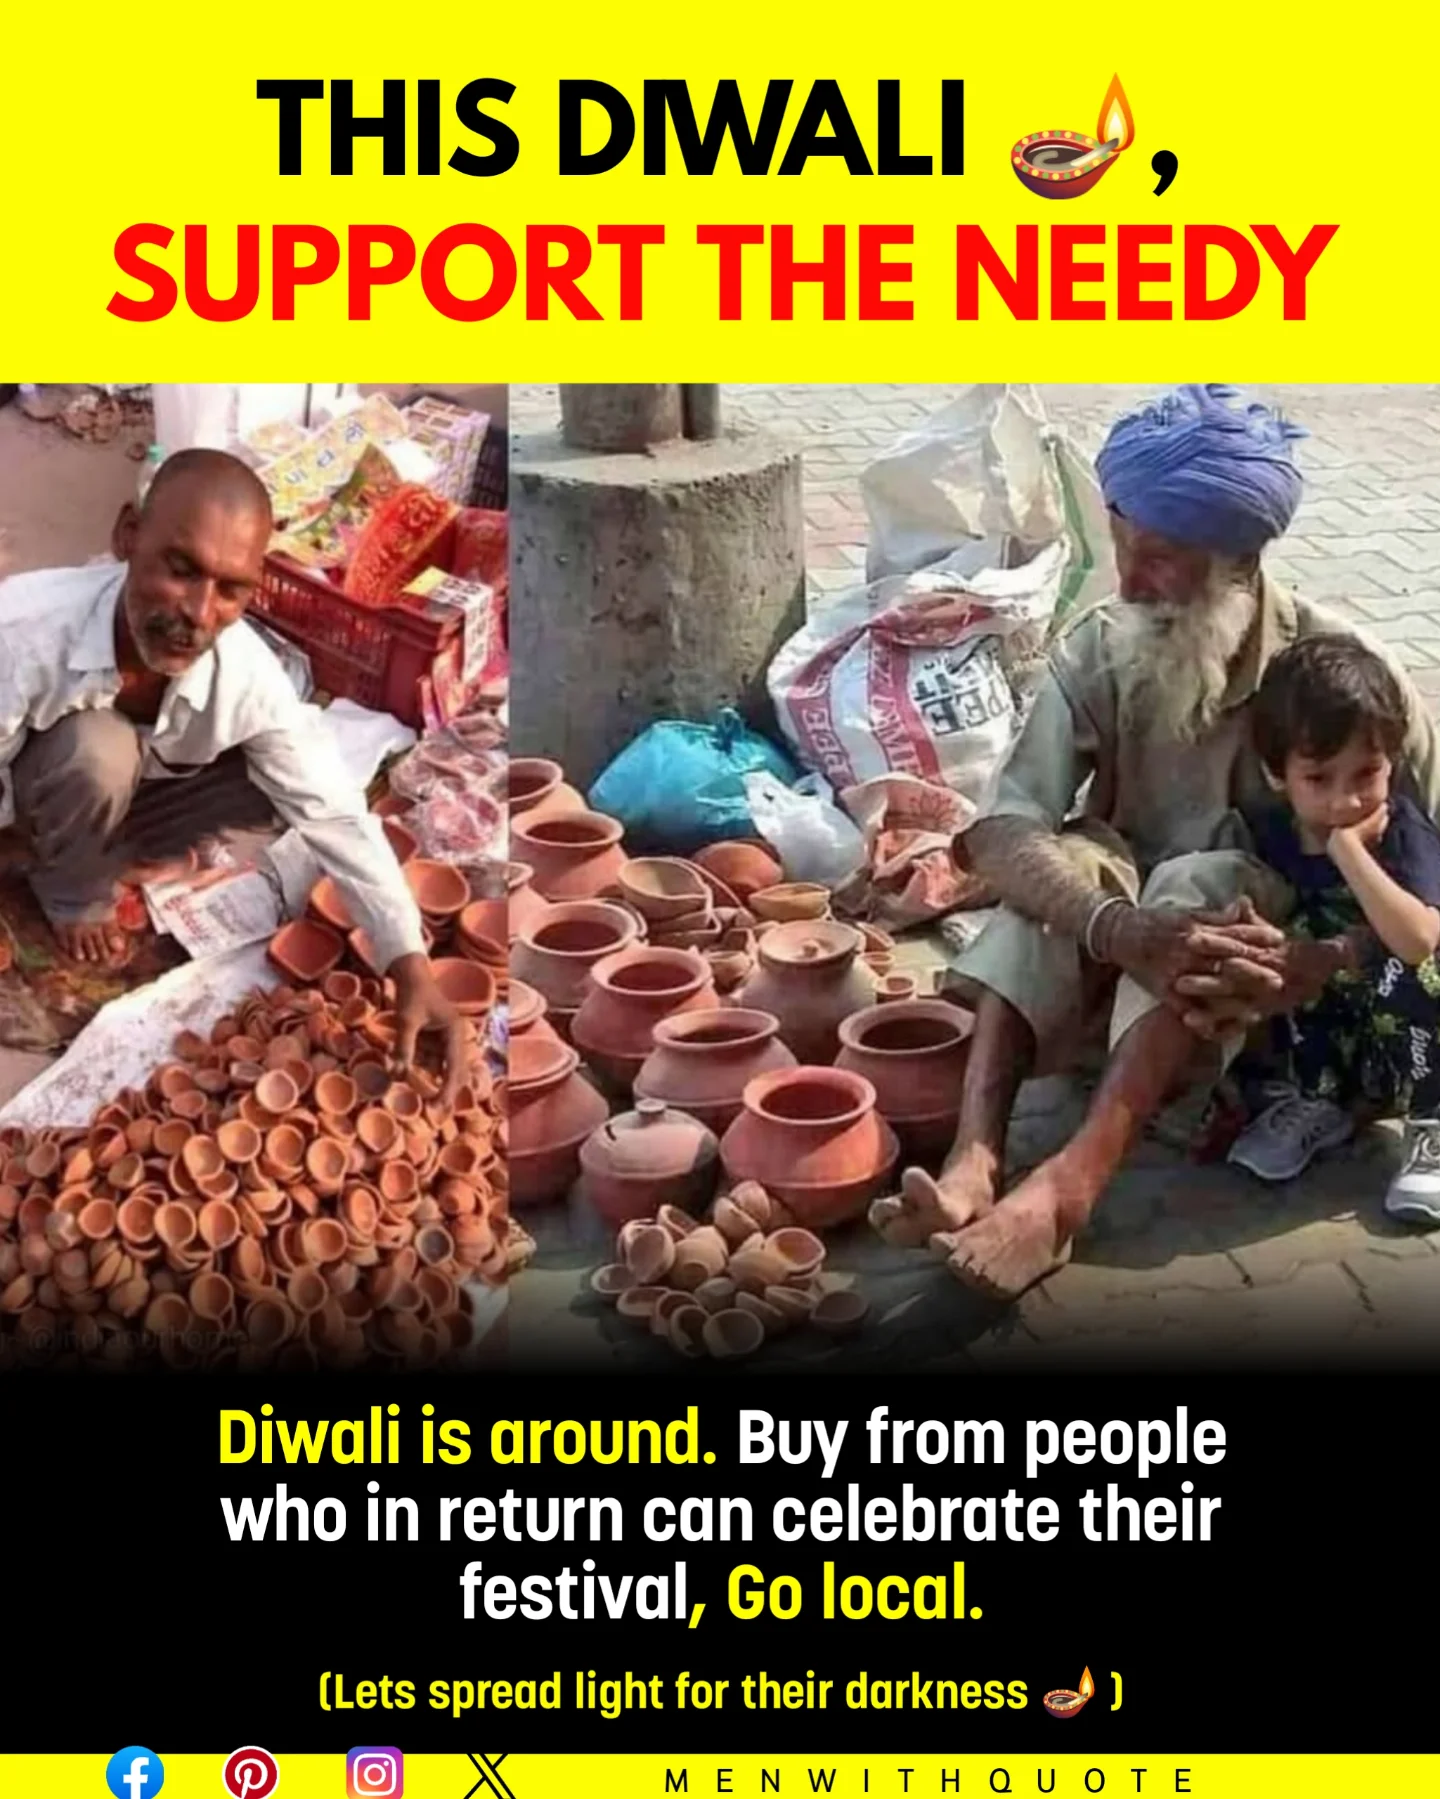 THIS DIWALI 🪔,
SUPPORT THE NEEDY
Diwali is around. Buy from people
who in return can celebrate their
festival, Go local.
(Lets spread light for their darkness 🪔 )
MENWITHQUOTE